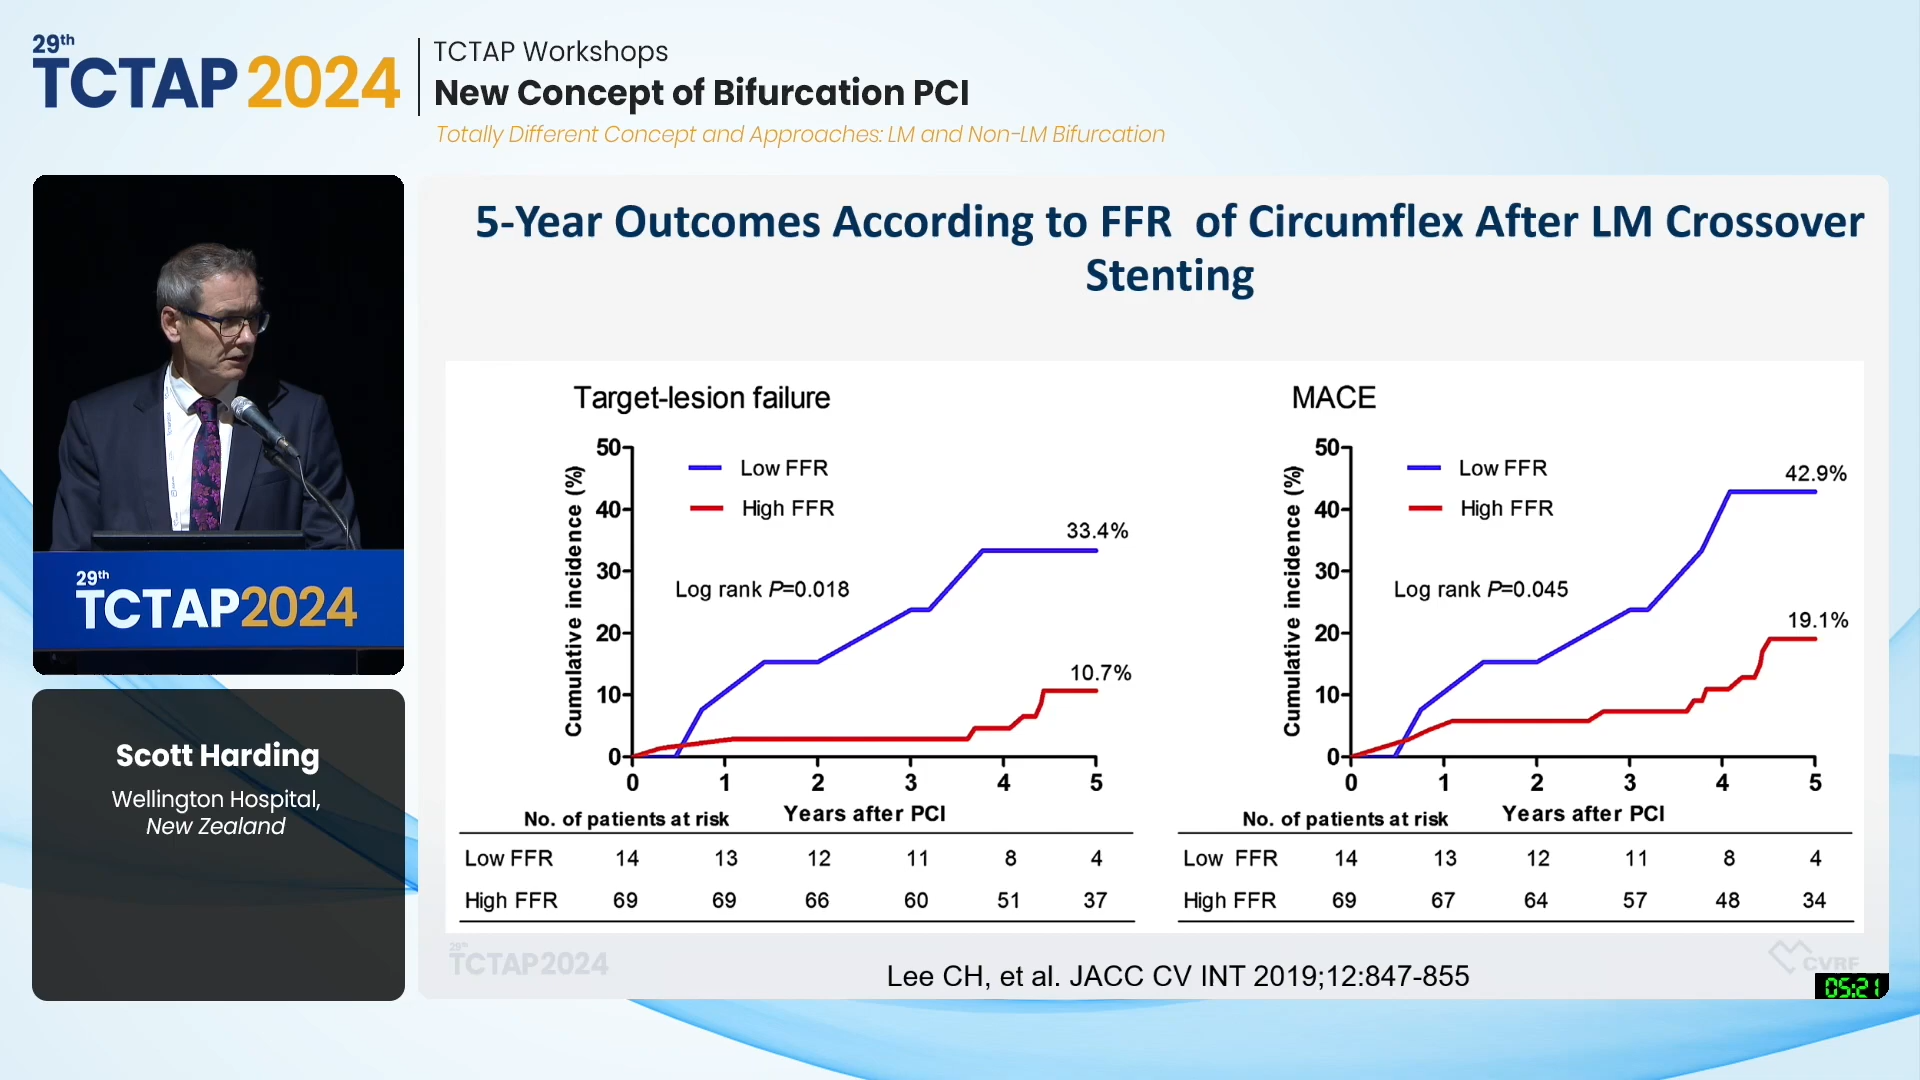 29th
TCTAP 2024
TCTAP Workshops
New Concept of Bifurcation PCI
Totally Different Concept and Approaches: LM and Non-LM Bifurcation
29th
TCTAP2024
Scott Harding
Wellington Hospital,
New Zealand
5-Year Outcomes According to FFR of Circumflex After LM Crossover
Stenting
Target-lesion failure
Cumulative incidence (%)
50
40
30
20
10
0
Low FFR
High FFR
Log rank P=0.018
33.4%
10.7%
0 1 2 3 4 5
Years after PCI
No. of patients at risk
Low FFR 14 13 12 11 8 4
High FFR 69 69 66 60 51 37
MACE
Cumulative incidence (%)
50
40
30
20
10
0
Low FFR
High FFR
Log rank P=0.045
42.9%
19.1%
0 1 2 3 4 5
Years after PCI
No. of patients at risk
Low FFR 14 13 12 11 8 4
High FFR 69 67 64 57 48 34
29th
TCTAP2024
Lee CH, et al. JACC CV INT 2019;12:847-855
CVRF
05:21